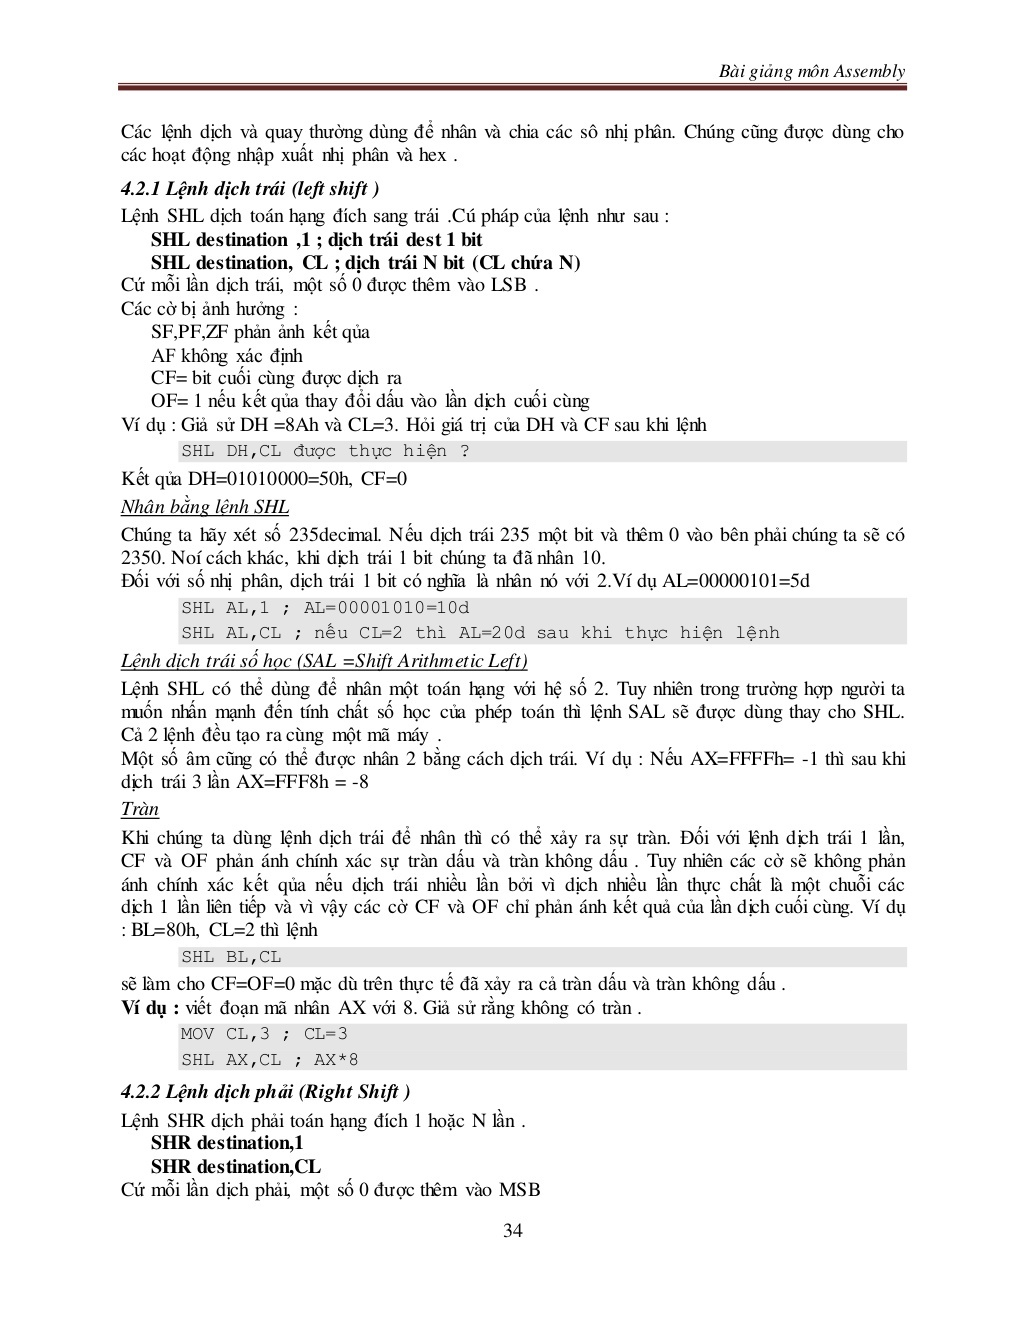 Bài giảng môn Assembly
Các lệnh dịch và quay thường dùng để nhân và chia các sô nhị phân. Chúng cũng được dùng cho
các hoạt động nhập xuất nhị phân và hex .
4.2.1 Lệnh dịch trái (left shift )
Lệnh SHL dịch toán hạng đích sang trái .Cú pháp của lệnh như sau :
SHL destination ,1 ; dịch trái dest 1 bit
SHL destination, CL ; dịch trái N bit (CL chứa N)
Cứ mỗi lần dịch trái, một số 0 được thêm vào LSB .
Các cờ bị ảnh hưởng :
SF,PF,ZF phản ảnh kết qủa
AF không xác định
CF= bit cuối cùng được dịch ra
OF= 1 nếu kết qủa thay đổi dấu vào lần dịch cuối cùng
Ví dụ : Giả sử DH =8Ah và CL=3. Hỏi giá trị của DH và CF sau khi lệnh
SHL DH,CL được thực hiện ?
Kết qủa DH=01010000=50h, CF=0
Nhân bằng lệnh SHL
Chúng ta hãy xét số 235decimal. Nếu dịch trái 235 một bit và thêm 0 vào bên phải chúng ta sẽ có
2350. Noí cách khác, khi dịch trái 1 bit chúng ta đã nhân 10.
Đối với số nhị phân, dịch trái 1 bit có nghĩa là nhân nó với 2.Ví dụ AL=00000101=5d
SHL AL,1 ; AL=00001010=10d
SHL AL,CL ; nếu CL=2 thì AL=20d sau khi thực hiện lệnh
Lệnh dịch trái số học (SAL =Shift Arithmetic Left)
Lệnh SHL có thể dùng để nhân một toán hạng với hệ số 2. Tuy nhiên trong trường hợp người ta
muốn nhấn mạnh đến tính chất số học của phép toán thì lệnh SAL sẽ được dùng thay cho SHL.
Cả 2 lệnh đều tạo ra cùng một mã máy .
Một số âm cũng có thể được nhân 2 bằng cách dịch trái. Ví dụ : Nếu AX=FFFFh= -1 thì sau khi
dịch trái 3 lần AX=FFF8h = -8
Tràn
Khi chúng ta dùng lệnh dịch trái để nhân thì có thể xảy ra sự tràn. Đối với lệnh dịch trái 1 lần,
CF và OF phản ánh chính xác sự tràn dấu và tràn không dấu . Tuy nhiên các cờ sẽ không phản
ánh chính xác kết qủa nếu dịch trái nhiều lần bởi vì dịch nhiều lần thực chất là một chuỗi các
dịch 1 lần liên tiếp và vì vậy các cờ CF và OF chỉ phản ánh kết quả của lần dịch cuối cùng. Ví dụ
: BL=80h, CL=2 thì lệnh
SHL BL,CL
sẽ làm cho CF=OF=0 mặc dù trên thực tế đã xảy ra cả tràn dấu và tràn không dấu .
Ví dụ : viết đoạn mã nhân AX với 8. Giả sử rằng không có tràn .
MOV CL,3 ; CL=3
SHL AX,CL ; AX*8
4.2.2 Lệnh dịch phải (Right Shift )
Lệnh SHR dịch phải toán hạng đích 1 hoặc N lần .
SHR destination,1
SHR destination,CL
Cứ mỗi lần dịch phải, một số 0 được thêm vào MSB
34